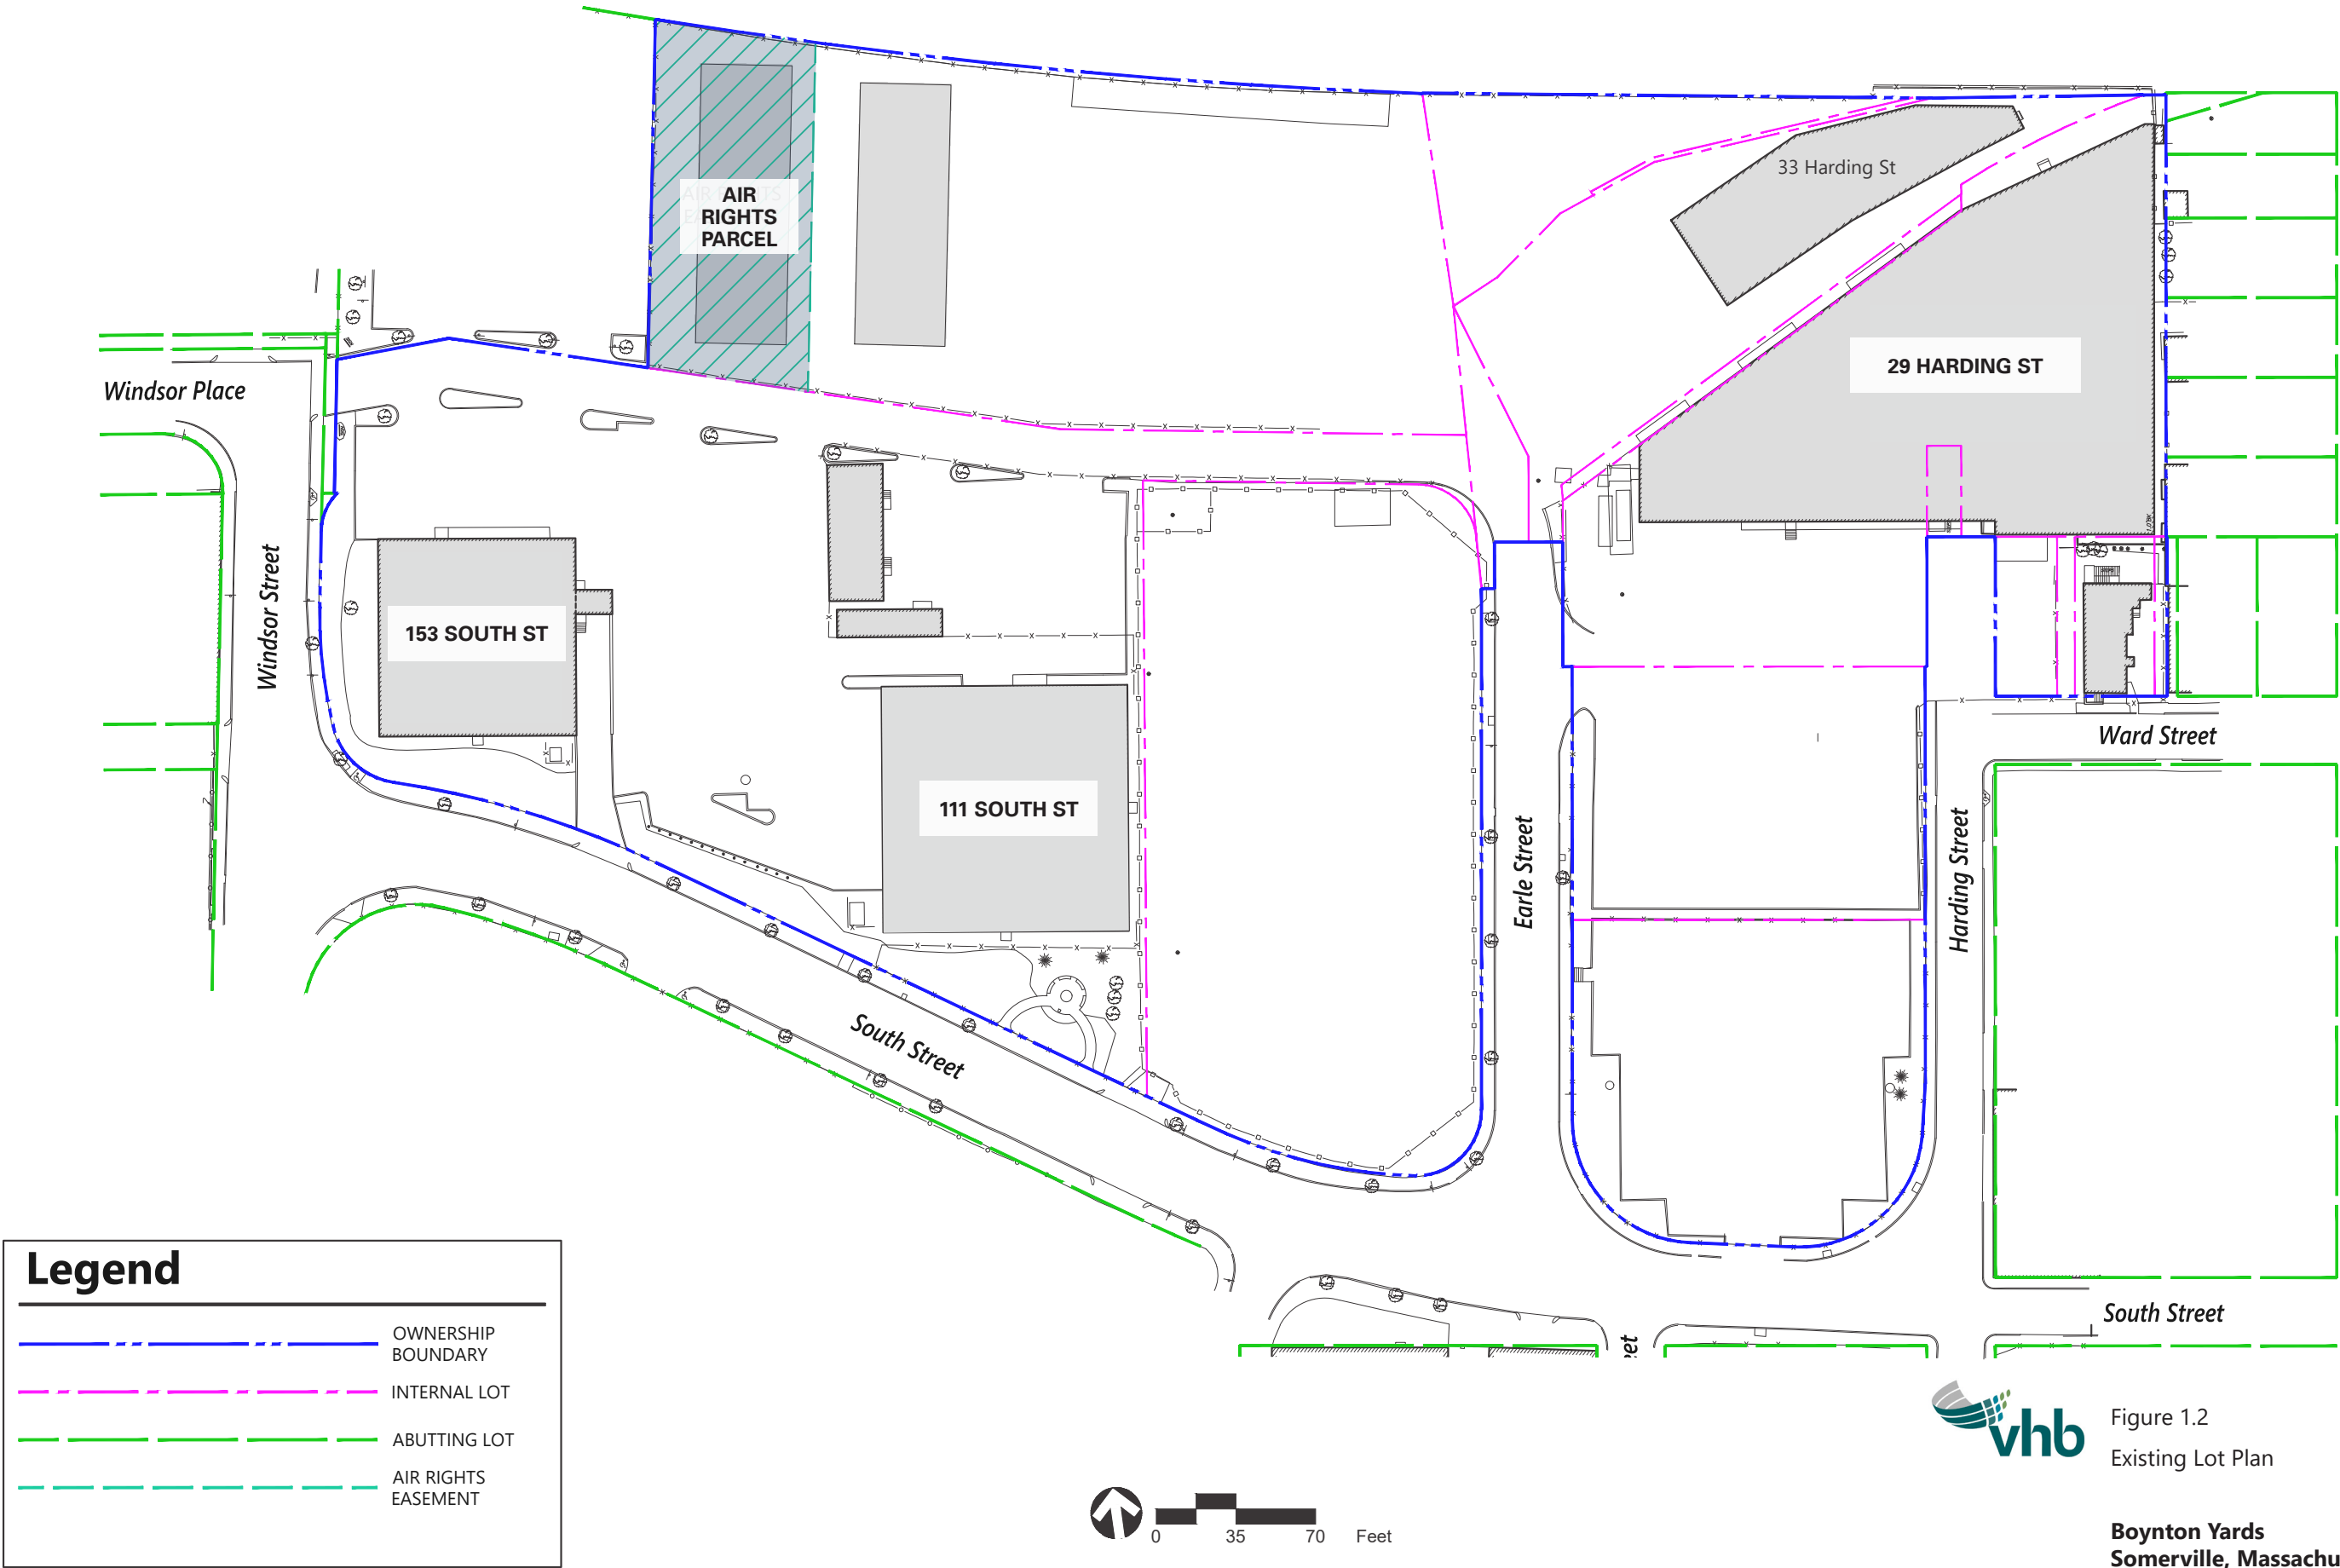 AIR
RIGHTS
PARCEL
33 Harding St
29 HARDING ST
Windsor Place
Windsor Street
153 SOUTH ST
111 SOUTH ST
Earle Street
Harding Street
Ward Street
South Street
South Street
Legend
OWNERSHIP
BOUNDARY
INTERNAL LOT
ABUTTING LOT
AIR RIGHTS
EASEMENT
0 35 70 Feet
vhb
Figure 1.2
Existing Lot Plan
Boynton Yards
Somerville, Massachu